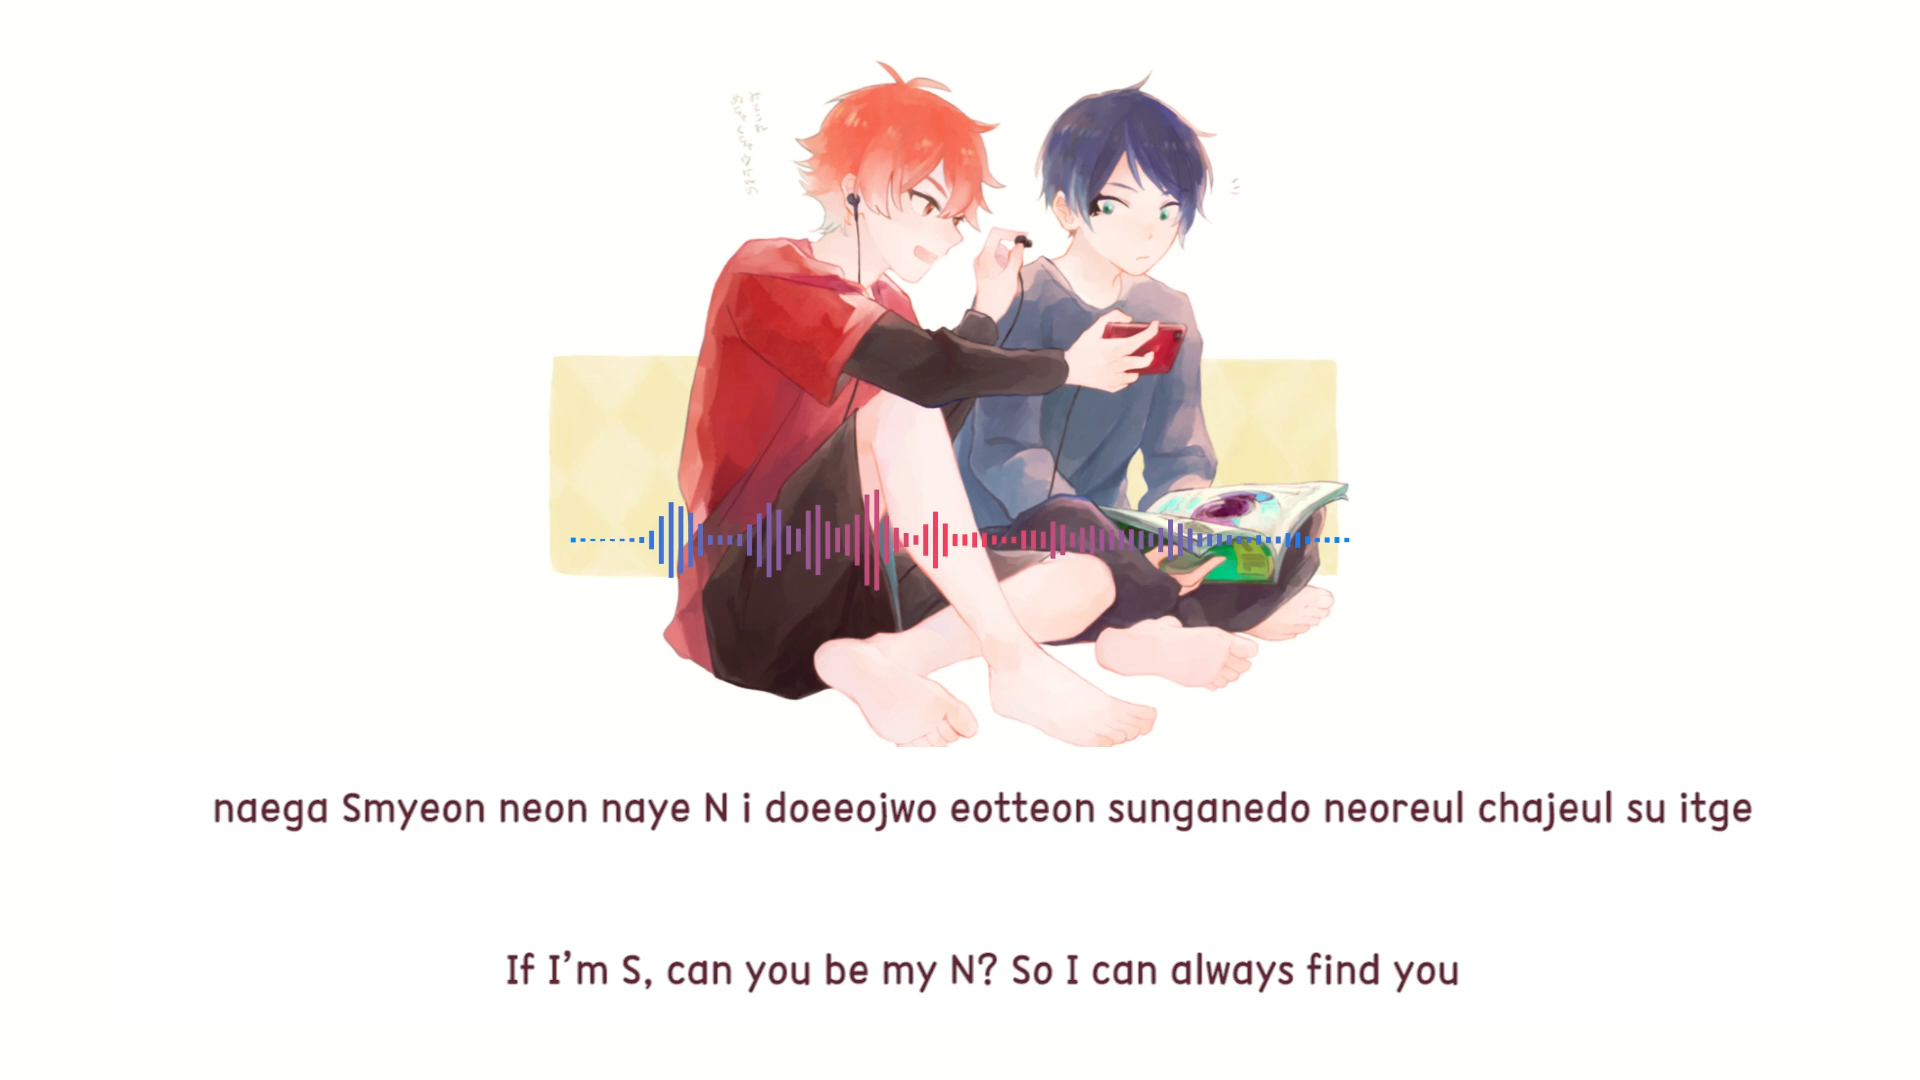 naega Smyeon neon naye N i doeeojwo eotteon sunganedo neoreul chajeul su itge
If I’m S, can you be my N? So I can always find you